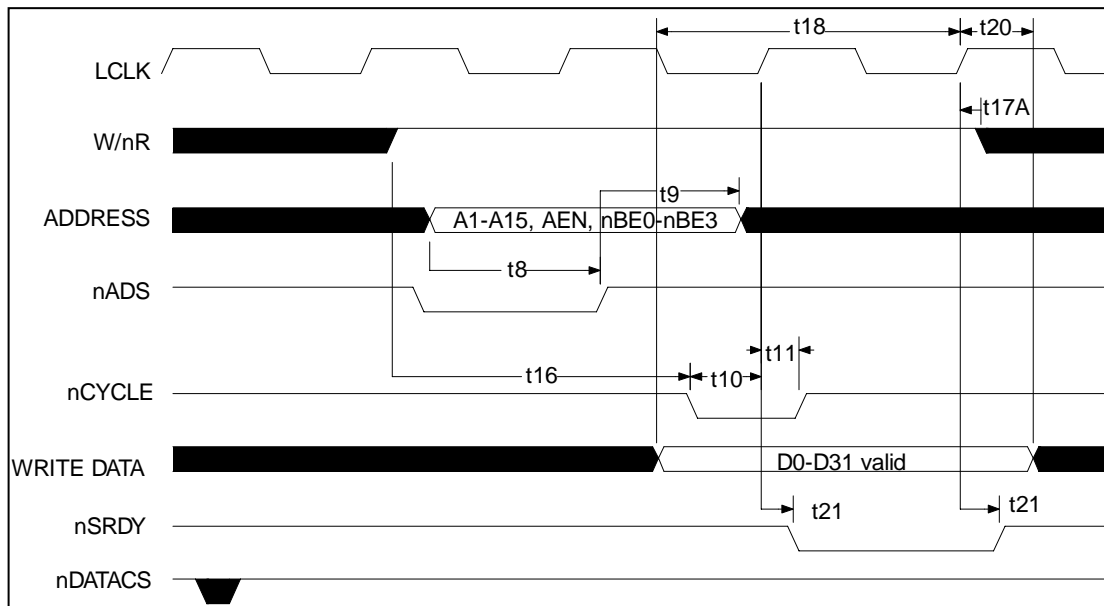 t18
t20
LCLK
t17A
W/nR
t9
ADDRESS
A1-A15, AEN, nBE0-nBE3
t8
nADS
t11
t16
t10
nCYCLE
WRITE DATA
D0-D31 valid
nSRDY
t21
t21
nDATACS